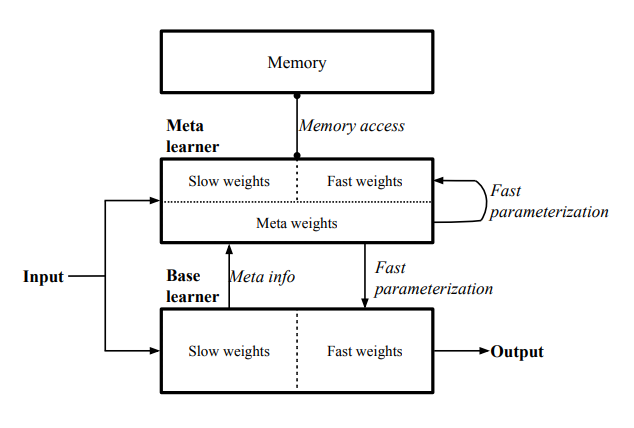 Memory
Memory access
Meta
learner
Slow weights
Fast weights
Meta weights
Fast
parameterization
Input
Base
learner
Meta info
Fast
parameterization
Slow weights
Fast weights
Output